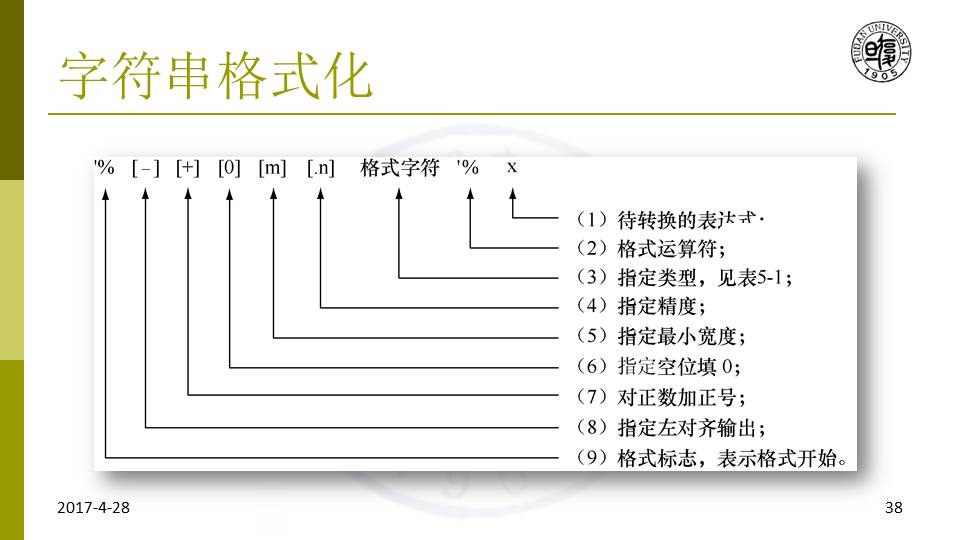 字符串格式化
FUDAN UNIVERSITY
1905
'% [－] [+] [0] [m] [.n] 格式字符 '% x
（1）待转换的表
（2）格式运算符；
（3）指定类型，见表5-1；
（4）指定精度；
（5）指定最小宽度；
（6）指定空位填 0；
（7）对正数加正号；
（8）指定左对齐输出；
（9）格式标志，表示格式开始。
2017-4-28
38